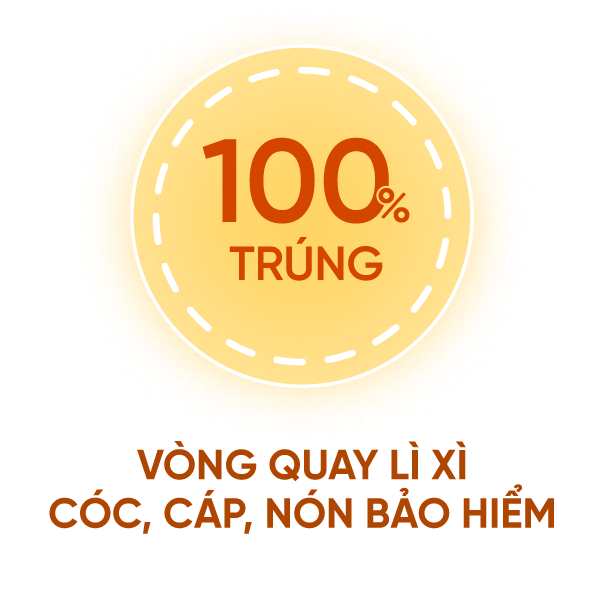 100%
TRÚNG
VÒNG QUAY LÌ XÌ
CÓC, CÁP, NÓN BẢO HIỂM